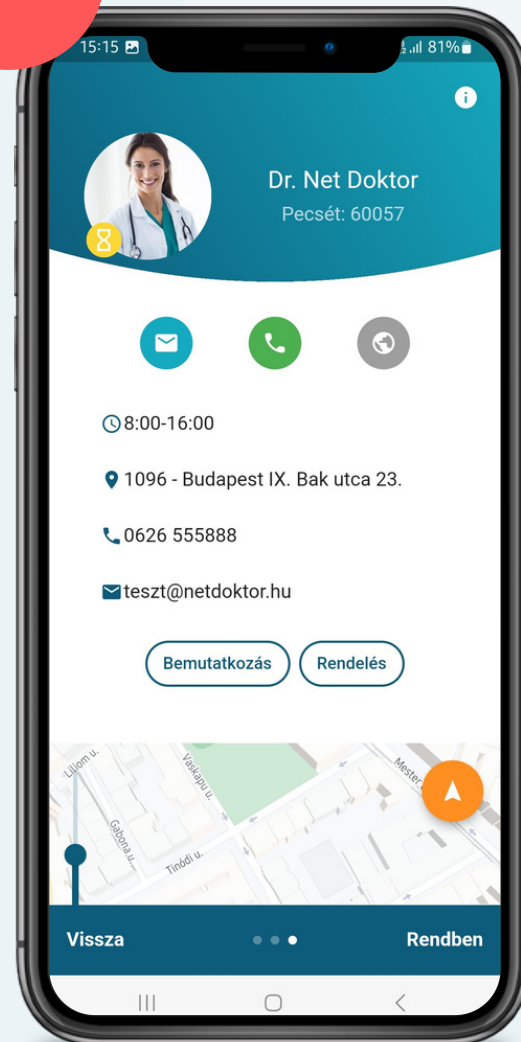 15:15
81%
Dr. Net Doktor
Pecsét: 60057
8:00-16:00
1096 - Budapest IX. Bak utca 23.
0626 555888
teszt@netdoktor.hu
Bemutatkozás
Rendelés
Liliom u.
Vaskapu u.
Mester
Gabona u.
Tinódi u.
Vissza
Rendben